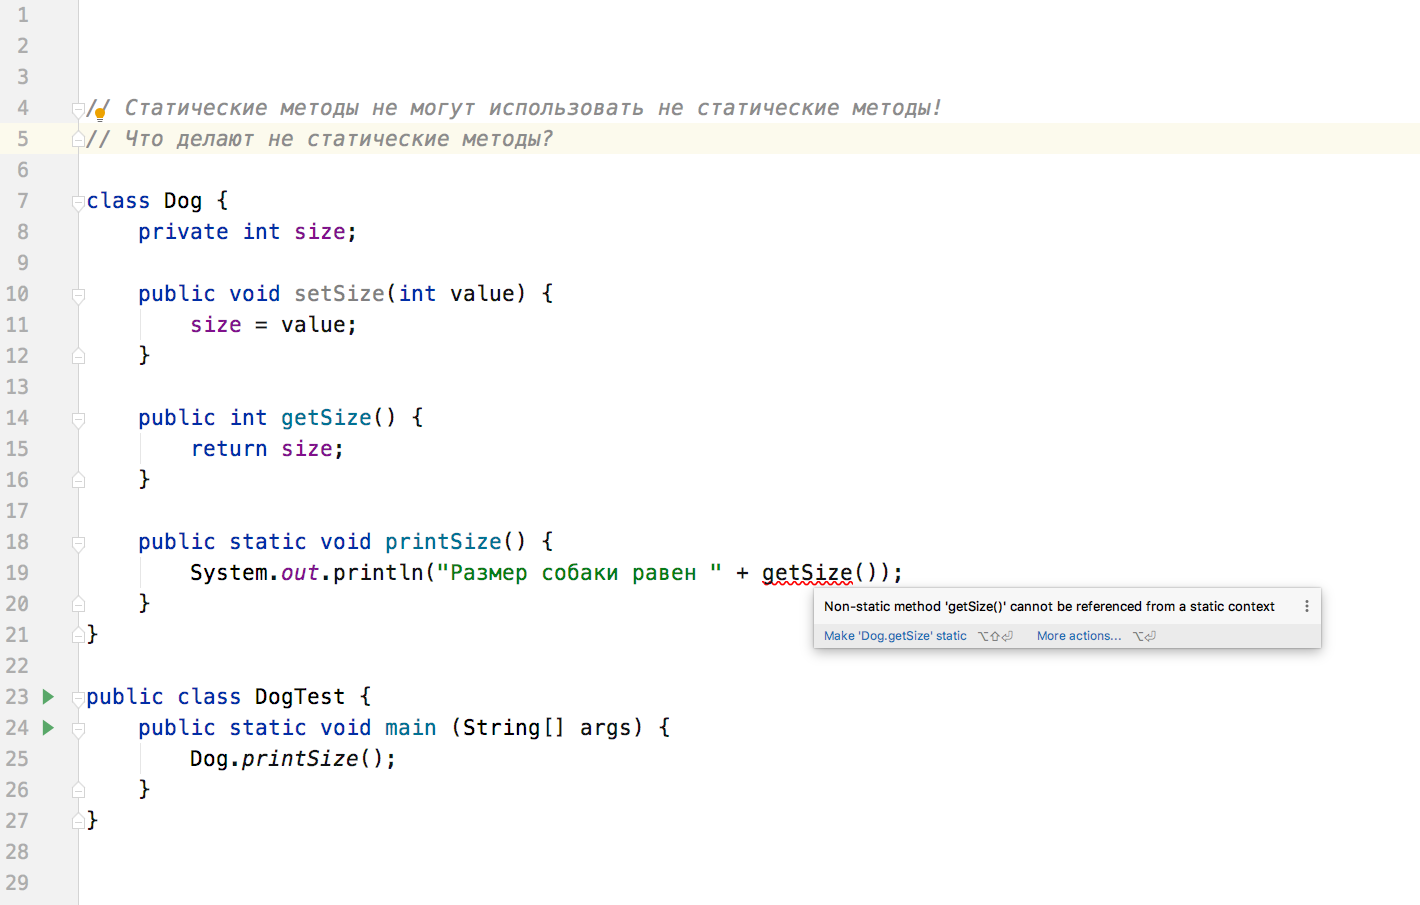 1
2
3
4 // Статические методы не могут использовать не статические методы!
5 // Что делают не статические методы?
6
7 class Dog {
8 private int size;
9
10 public void setSize(int value) {
11 size = value;
12 }
13
14 public int getSize() {
15 return size;
16 }
17
18 public static void printSize() {
19 System.out.println("Размер собаки равен " + getSize());
Non-static method 'getSize()' cannot be referenced from a static context
20 }
Make 'Dog.getSize' static ⌥⇧⏎ More actions... ⌥⏎
21 }
22
23 public class DogTest {
24 public static void main (String[] args) {
25 Dog.printSize();
26 }
27 }
28
29